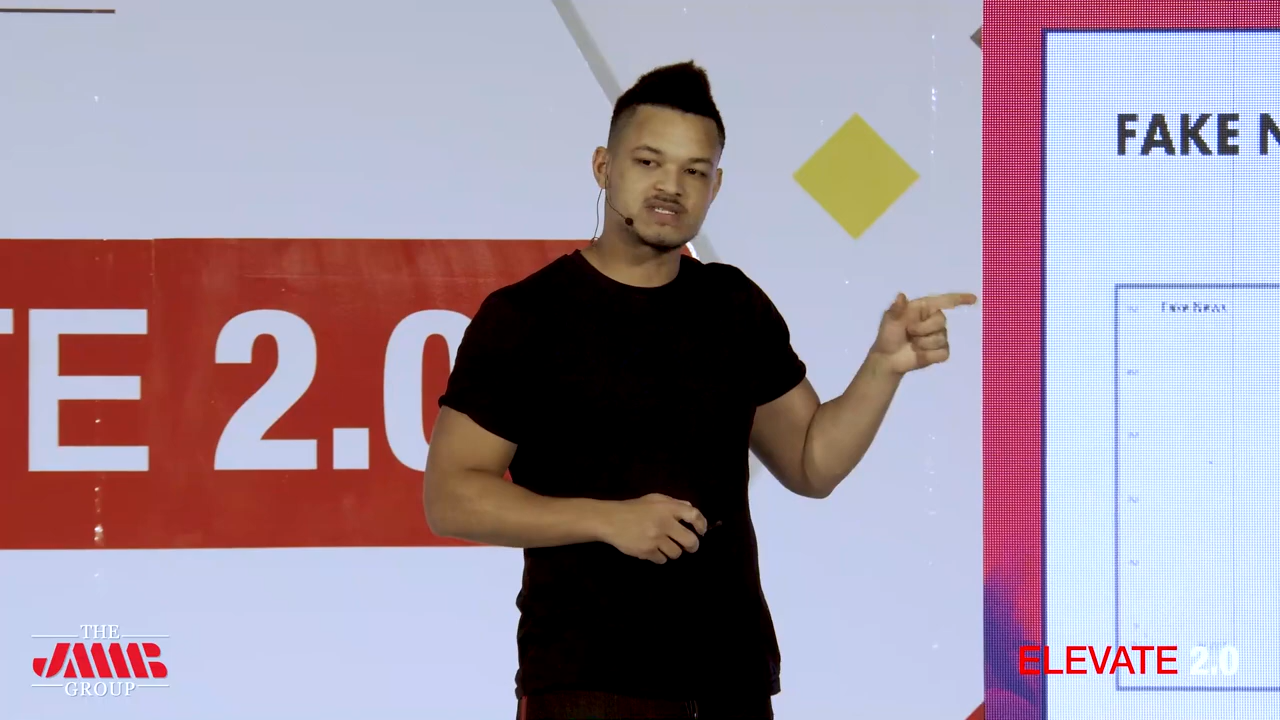 FAKE N
Fake News
TE 2.0
THE
JMB
GROUP
ELEVATE 2.0